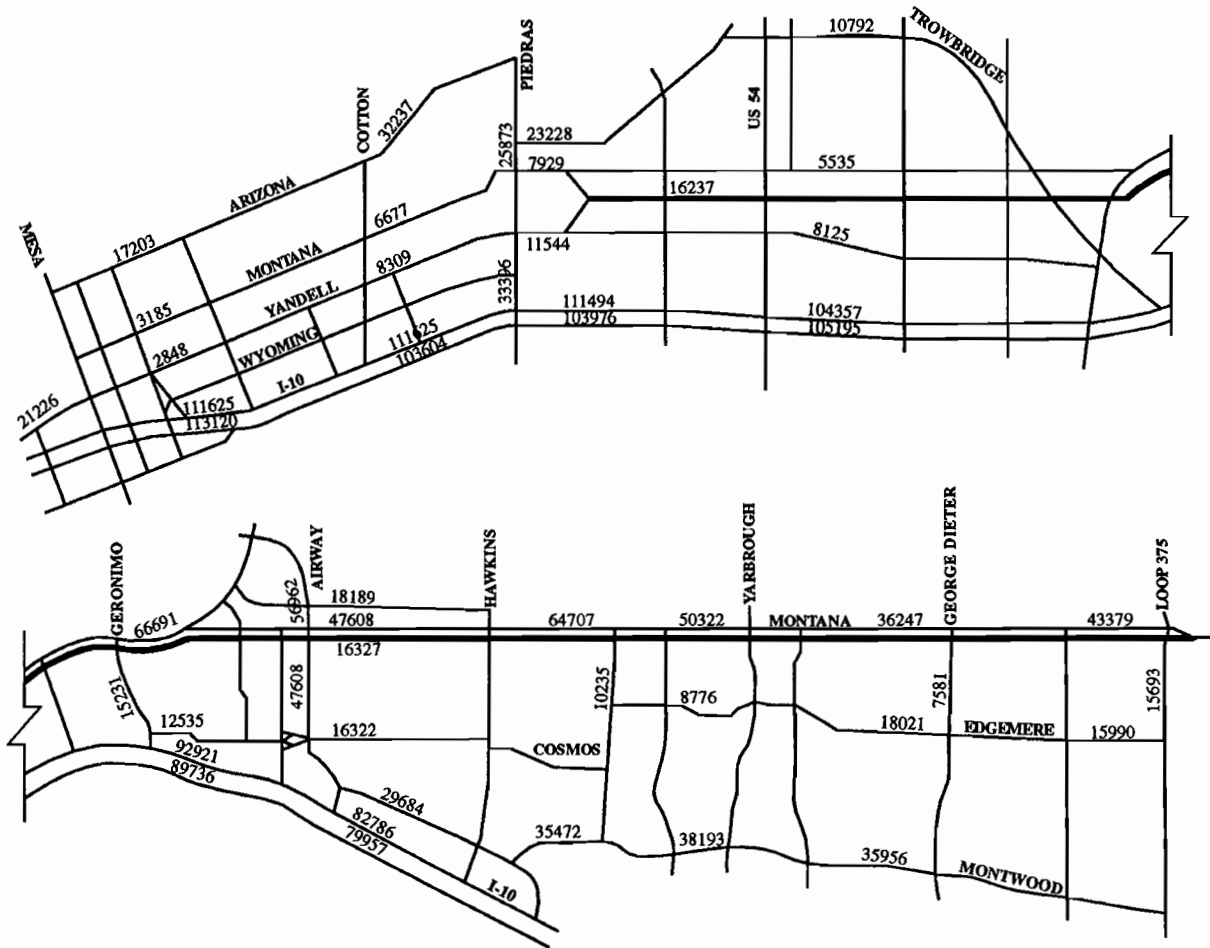 10792
TROWBRIDGE
PIEDRAS
US 54
COTTON
32237
25873
23228
7929
5535
ARIZONA
16237
6677
MESA
17203
MONTANA
8309
11544
8125
3185
YANDELL
33396
2848
WYOMING
111625
103604
111494
103976
104357
105195
I-10
21226
111625
113120
GERONIMO
AIRWAY
HAWKINS
YARBROUGH
GEORGE DIETER
LOOP 375
66691
56962
18189
47608
64707
50322
MONTANA
36247
43379
16327
15231
47608
10235
8776
7581
15693
12535
16322
COSMOS
18021
EDGEMERE
15990
92921
89736
29684
82786
79957
35472
38193
35956
MONTWOOD
I-10